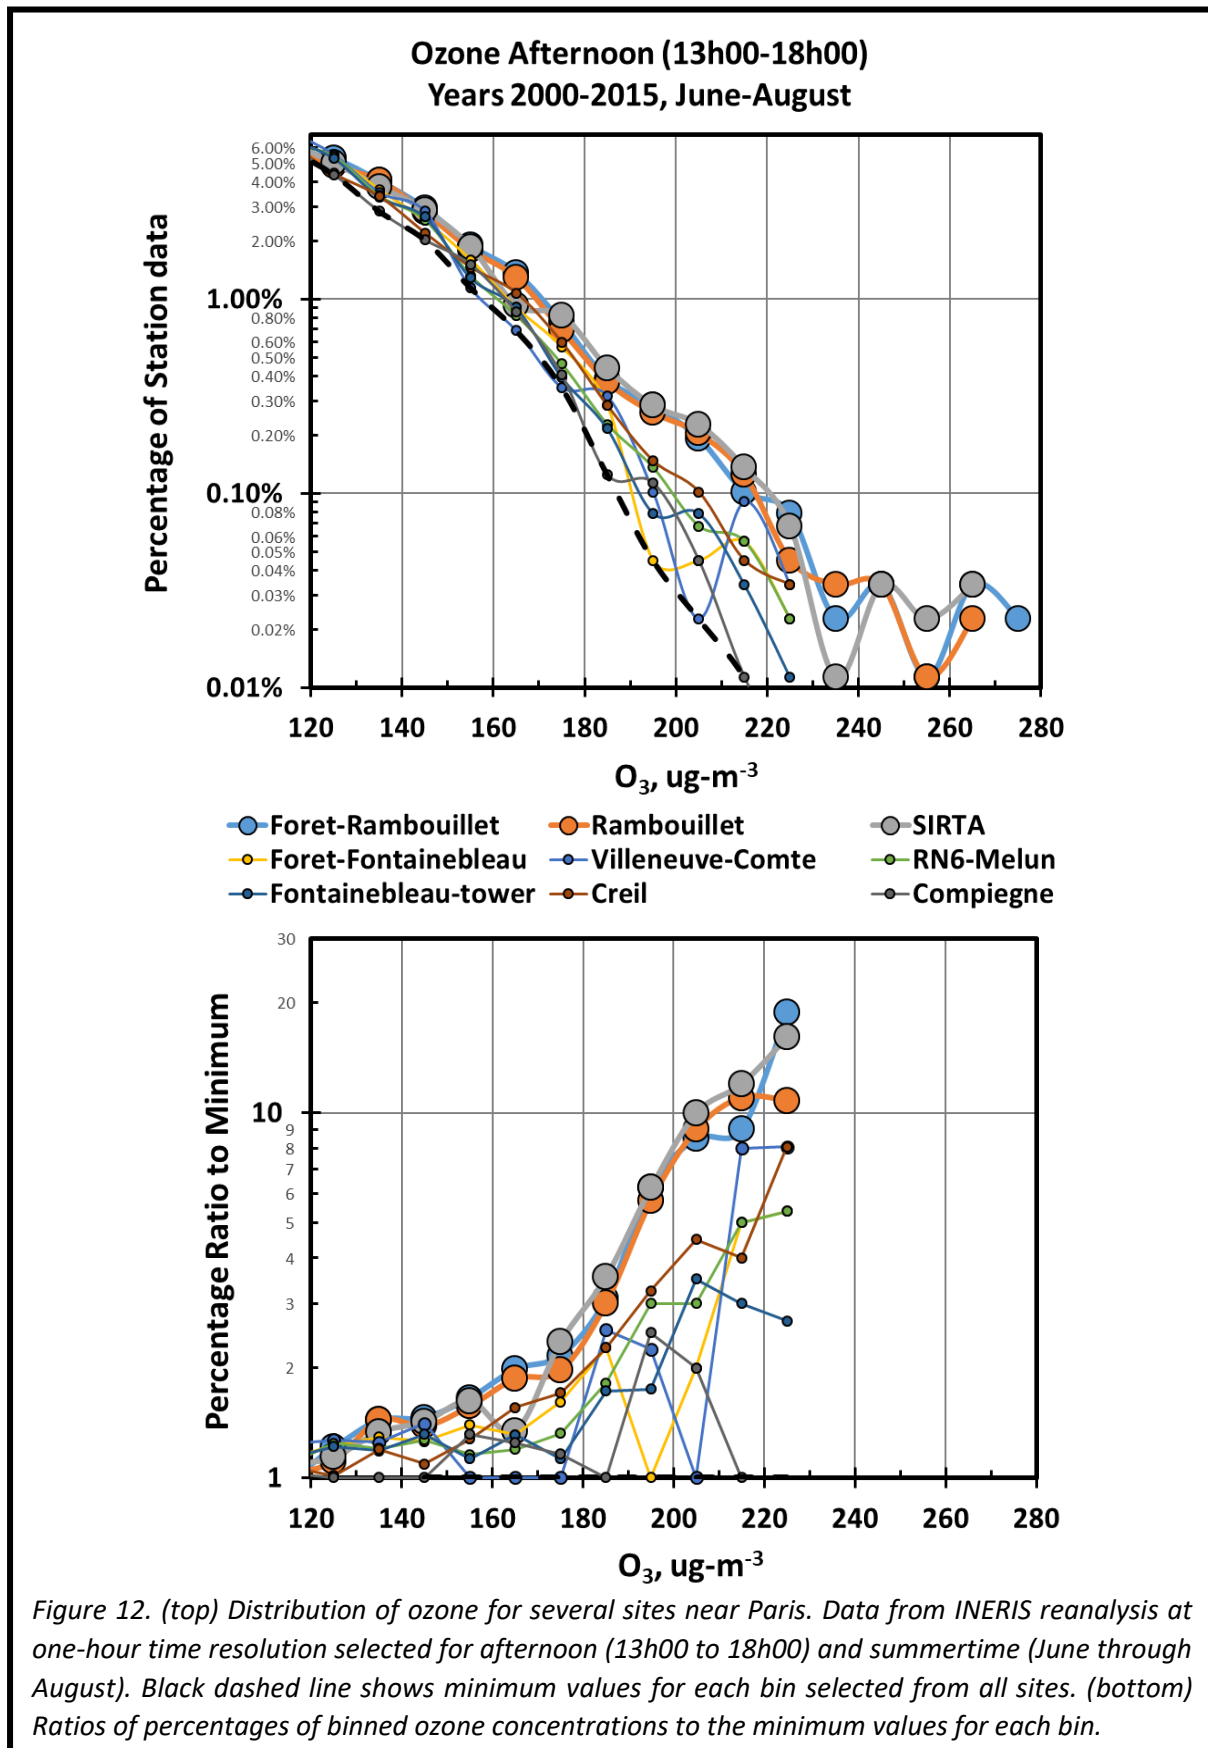 Ozone Afternoon (13h00-18h00)
Years 2000-2015, June-August
Percentage of Station data
6.00%
5.00%
4.00%
3.00%
2.00%
1.00%
0.80%
0.60%
0.50%
0.40%
0.30%
0.20%
0.10%
0.08%
0.06%
0.05%
0.04%
0.03%
0.02%
0.01%
120 140 160 180 200 220 240 260 280
O₃, ug-m⁻³
Foret-Rambouillet Rambouillet SIRTA
Foret-Fontainebleau Villeneuve-Comte RN6-Melun
Fontainebleau-tower Creil Compiegne
Percentage Ratio to Minimum
30
20
10
9
8
7
6
5
4
3
2
1
120 140 160 180 200 220 240 260 280
O₃, ug-m⁻³
Figure 12. (top) Distribution of ozone for several sites near Paris. Data from INERIS reanalysis at
one-hour time resolution selected for afternoon (13h00 to 18h00) and summertime (June through
August). Black dashed line shows minimum values for each bin selected from all sites. (bottom)
Ratios of percentages of binned ozone concentrations to the minimum values for each bin.